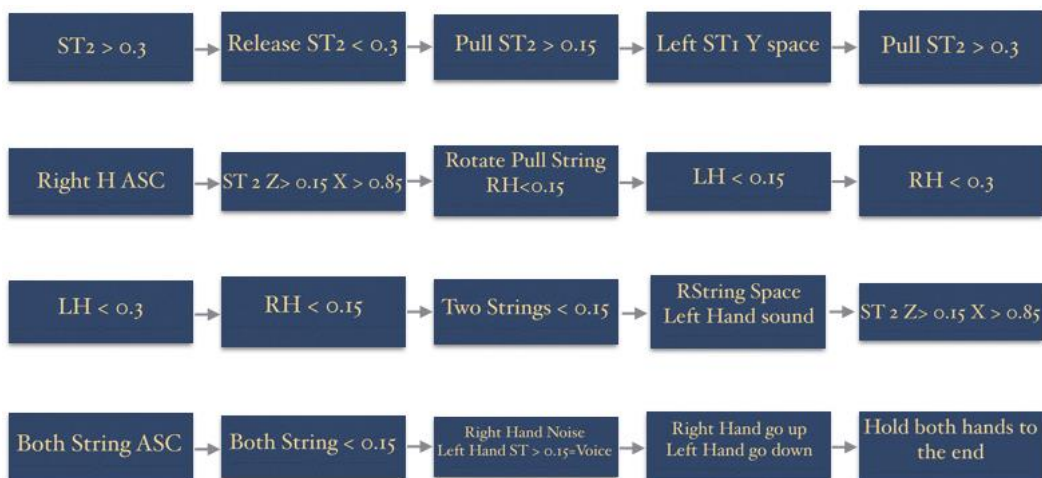 ST2 > 0.3
Release ST2 < 0.3
Pull ST2 > 0.15
Left ST1 Y space
Pull ST2 > 0.3
Right H ASC
ST 2 Z> 0.15 X > 0.85
Rotate Pull String
RH<0.15
LH < 0.15
RH < 0.3
LH < 0.3
RH < 0.15
Two Strings < 0.15
RString Space
Left Hand sound
ST 2 Z> 0.15 X > 0.85
Both String ASC
Both String < 0.15
Right Hand Noise
Left Hand ST > 0.15=Voice
Right Hand go up
Left Hand go down
Hold both hands to
the end